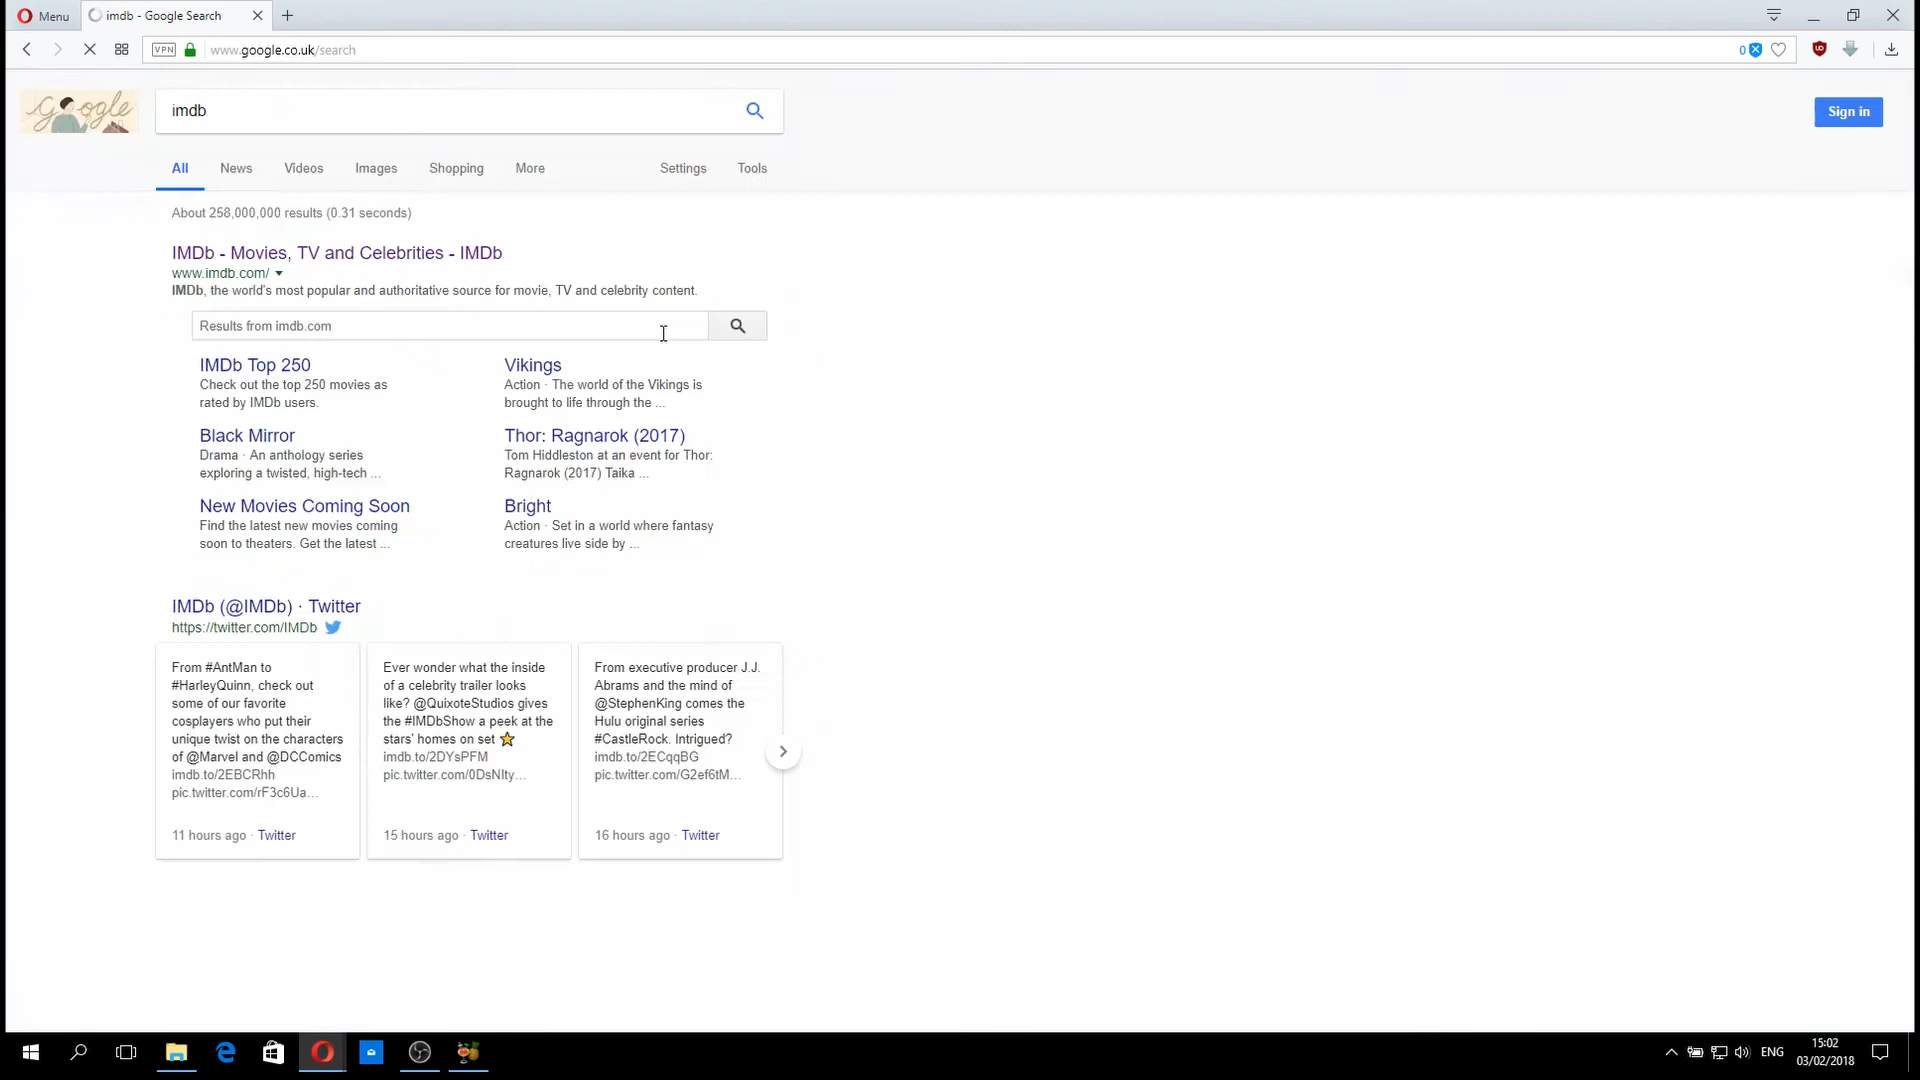 Menu
imdb - Google Search
VPN
www.google.co.uk/search
0
Google
imdb
Sign in
All News Videos Images Shopping More Settings Tools
About 258,000,000 results (0.31 seconds)
IMDb - Movies, TV and Celebrities - IMDb
www.imdb.com/
IMDb, the world's most popular and authoritative source for movie, TV and celebrity content.
Results from imdb.com
IMDb Top 250
Check out the top 250 movies as
rated by IMDb users.
Vikings
Action · The world of the Vikings is
brought to life through the ...
Black Mirror
Drama · An anthology series
exploring a twisted, high-tech ...
Thor: Ragnarok (2017)
Tom Hiddleston at an event for Thor:
Ragnarok (2017) Taika ...
New Movies Coming Soon
Find the latest new movies coming
soon to theaters. Get the latest ...
Bright
Action · Set in a world where fantasy
creatures live side by ...
IMDb (@IMDb) · Twitter
https://twitter.com/IMDb
From #AntMan to
#HarleyQuinn, check out
some of our favorite
cosplayers who put their
unique twist on the characters
of @Marvel and @DCComics
imdb.to/2EBCRhh
pic.twitter.com/rF3c6Ua...
11 hours ago · Twitter
Ever wonder what the inside
of a celebrity trailer looks
like? @QuixoteStudios gives
the #IMDbShow a peek at the
stars' homes on set
imdb.to/2DYsPFM
pic.twitter.com/0DsNIty...
15 hours ago · Twitter
From executive producer J.J.
Abrams and the mind of
@StephenKing comes the
Hulu original series
#CastleRock. Intrigued?
imdb.to/2ECqqBG
pic.twitter.com/G2ef6tM...
16 hours ago · Twitter
ENG
15:02
03/02/2018